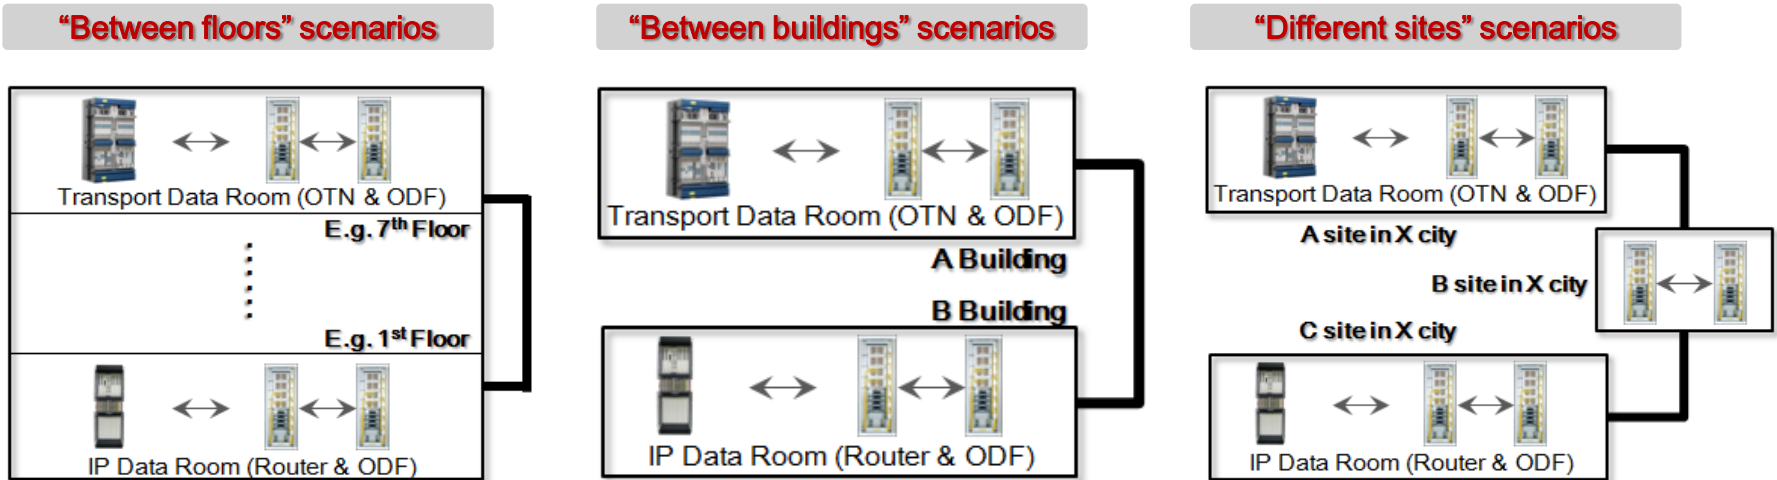 “Between floors” scenarios
Transport Data Room (OTN & ODF)
E.g. 7th Floor
E.g. 1st Floor
IP Data Room (Router & ODF)
“Between buildings” scenarios
Transport Data Room (OTN & ODF)
A Building
B Building
IP Data Room (Router & ODF)
“Different sites” scenarios
Transport Data Room (OTN & ODF)
A site in X city
B site in X city
C site in X city
IP Data Room (Router & ODF)